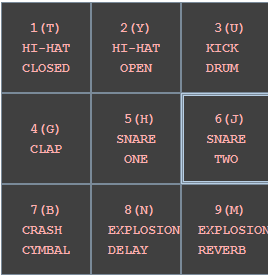 1(T)
HI-HAT
CLOSED
2(Y)
HI-HAT
OPEN
3(U)
KICK
DRUM
4(G)
CLAP
5(H)
SNARE
ONE
6(J)
SNARE
TWO
7(B)
CRASH
CYMBAL
8(N)
EXPLOSION
DELAY
9(M)
EXPLOSION
REVERB